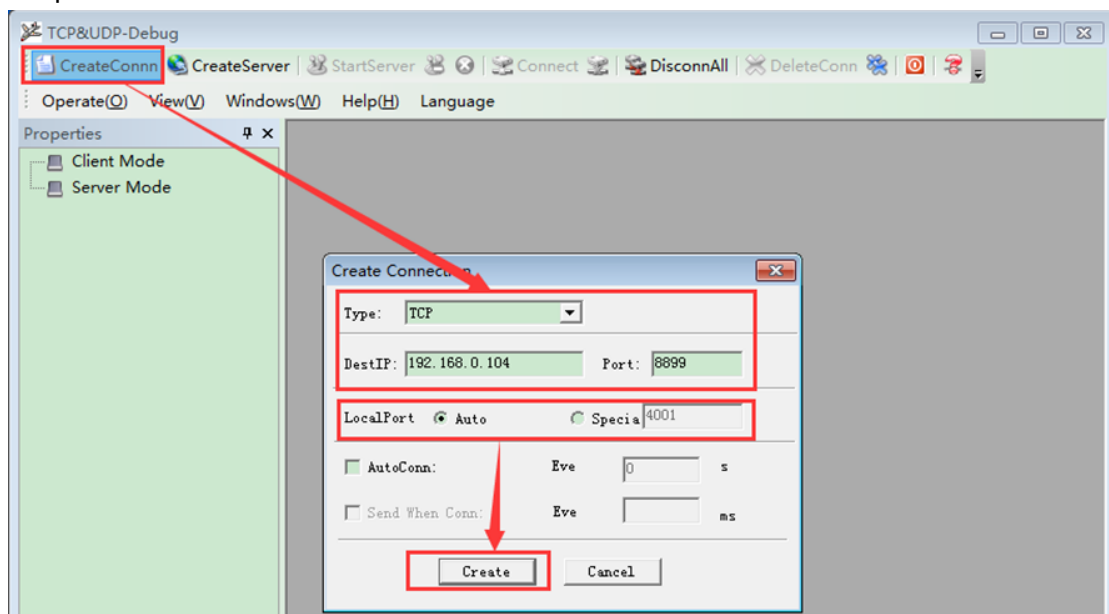 TCP&UDP-Debug
CreateConnn CreateServer StartServer Connect DisconnAll DeleteConn
Operate(O) View(V) Windows(W) Help(H) Language
Properties
Client Mode
Server Mode
Create Connection
Type: TCP
DestIP: 192.168.0.104 Port: 8899
LocalPort Auto Specia 4001
AutoConn: Eve 0 s
Send When Conn: Eve ms
Create Cancel